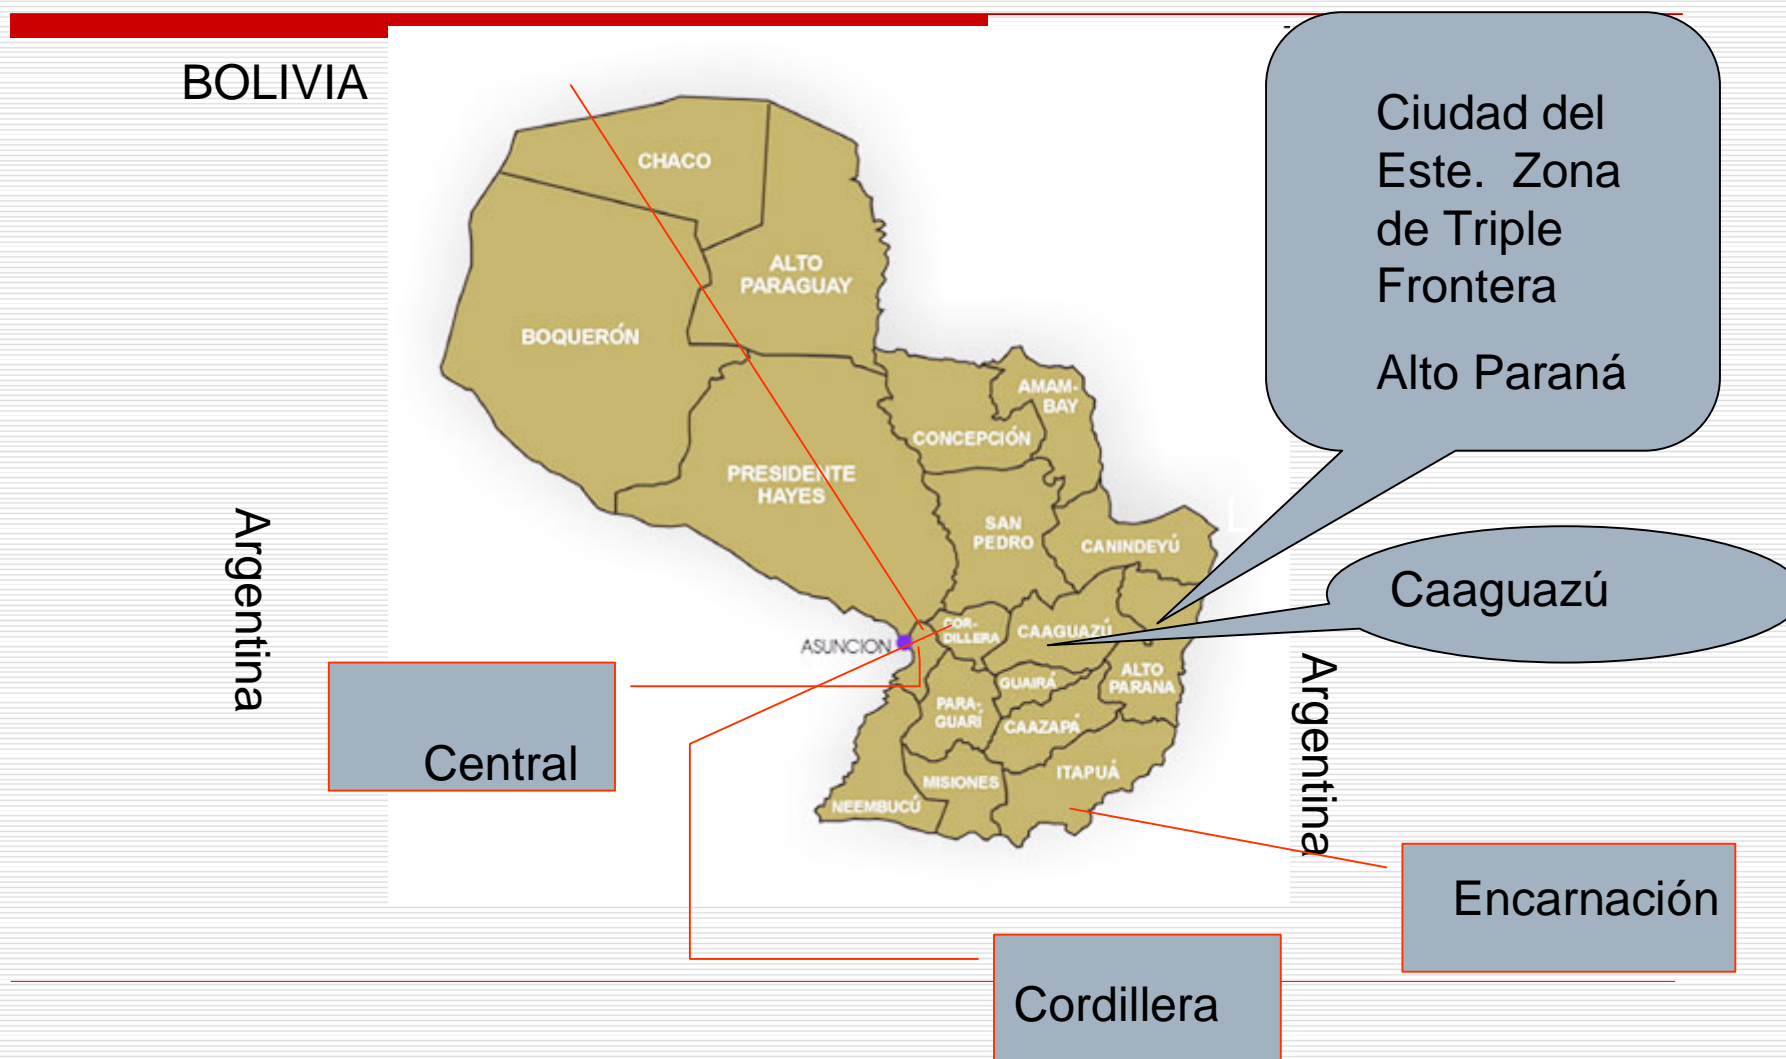 BOLIVIA
Ciudad del
Este. Zona
de Triple
Frontera
Alto Paraná
CHACO
ALTO
PARAGUAY
BOQUERÓN
AMAM-
BAY
CONCEPCIÓN
PRESIDENTE
HAYES
SAN
PEDRO
CANINDEYÚ
Argentina
Caaguazú
COR-
DILLERA
CAAGUAZÚ
ASUNCION
ALTO
PARANA
GUAIRÁ
PARA-
GUARÍ
CAAZAPÁ
Argentina
Central
ITAPUÁ
MISIONES
NEEMBUCÚ
Encarnación
Cordillera